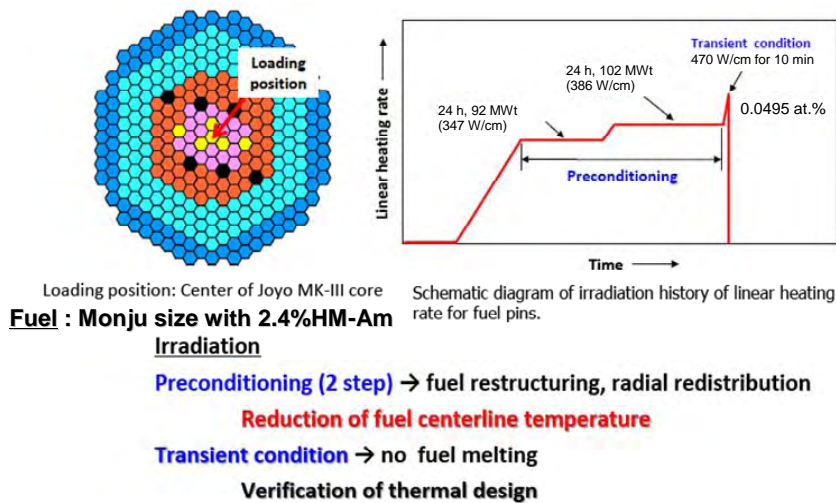 Loading
position
Transient condition
470 W/cm for 10 min
24 h, 102 MWt
(386 W/cm)
24 h, 92 MWt
(347 W/cm)
0.0495 at.%
Preconditioning
Linear heating rate
Time
Loading position: Center of Joyo MK-III core
Schematic diagram of irradiation history of linear heating
rate for fuel pins.
Fuel : Monju size with 2.4%HM-Am
Irradiation
Preconditioning (2 step) → fuel restructuring, radial redistribution
Reduction of fuel centerline temperature
Transient condition → no fuel melting
Verification of thermal design